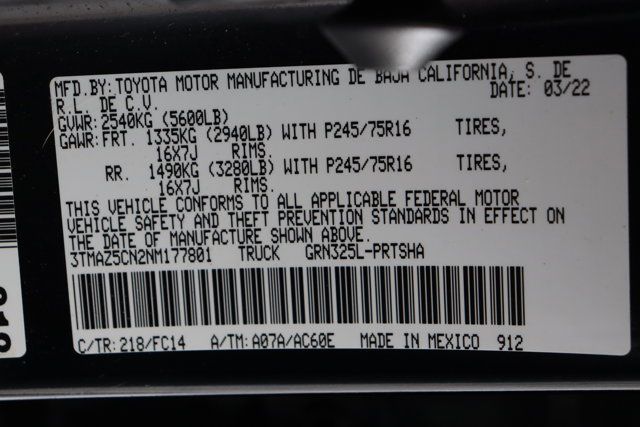 MFD.BY:TOYOTA MOTOR MANUFACTURING DE BAJA CALIFORNIA, S. DE
R.L. DE C.V. DATE: 03/22
GVWR: 2540KG (5600LB)
GAWR:FRT. 1335KG (2940LB) WITH P245/75R16 TIRES,
16X7J RIMS.
RR. 1490KG (3280LB) WITH P245/75R16 TIRES,
16X7J RIMS.
THIS VEHICLE CONFORMS TO ALL APPLICABLE FEDERAL MOTOR
VEHICLE SAFETY AND THEFT PREVENTION STANDARDS IN EFFECT ON
THE DATE OF MANUFACTURE SHOWN ABOVE.
3TMAZ5CN2NM177801 TRUCK GRN325L-PRTSHA
C/TR:218/FC14 A/TM:A07A/AC60E MADE IN MEXICO 912